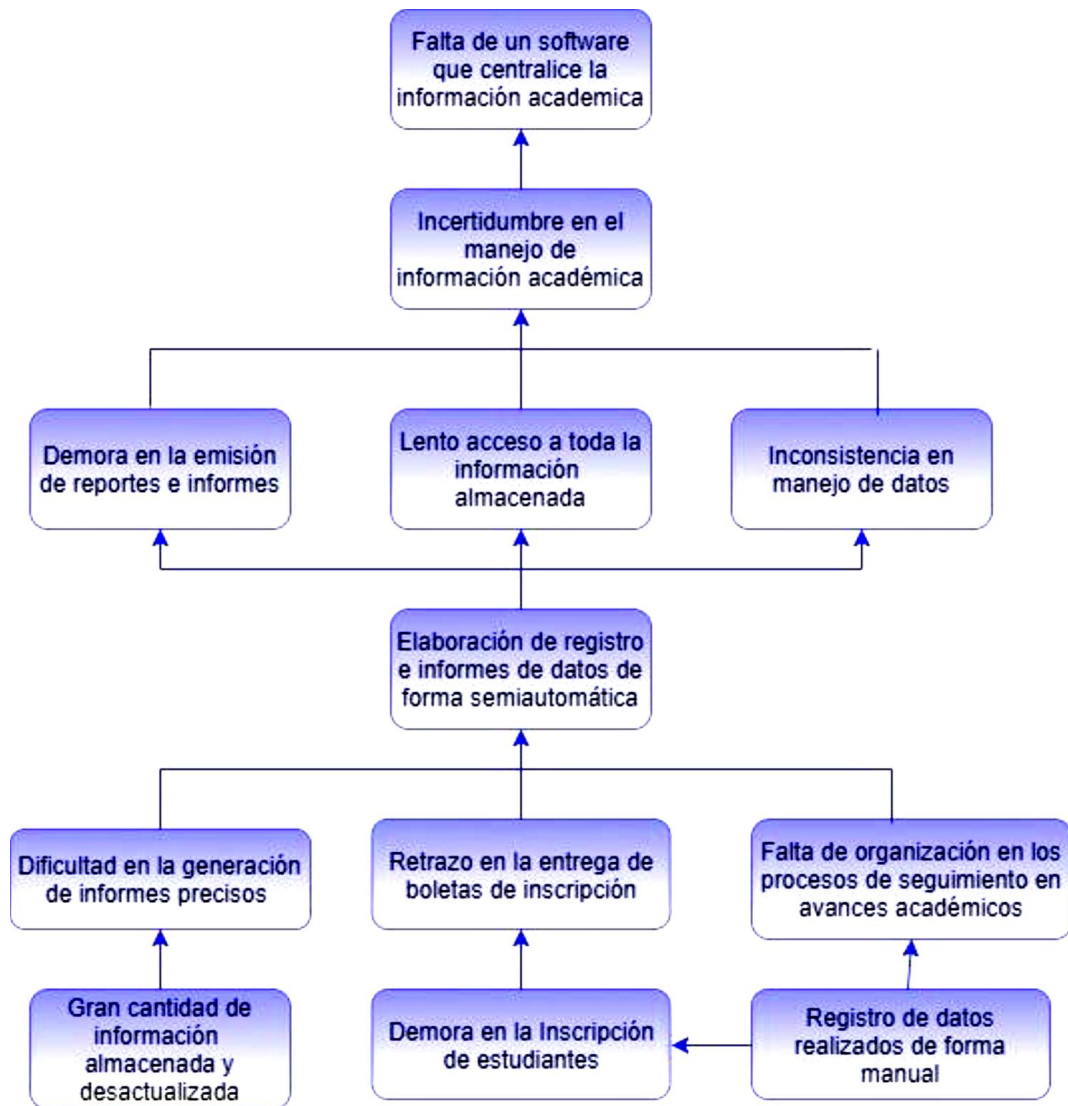 Falta de un software
que centralice la
información academica
Incertidumbre en el
manejo de
información académica
Demora en la emisión
de reportes e informes
Lento acceso a toda la
información
almacenada
Inconsistencia en
manejo de datos
Elaboración de registro
e informes de datos de
forma semiautomática
Dificultad en la generación
de informes precisos
Retrazo en la entrega de
boletas de inscripción
Falta de organización en los
procesos de seguimiento en
avances académicos
Gran cantidad de
información
almacenada y
desactualizada
Demora en la Inscripción
de estudiantes
Registro de datos
realizados de forma
manual